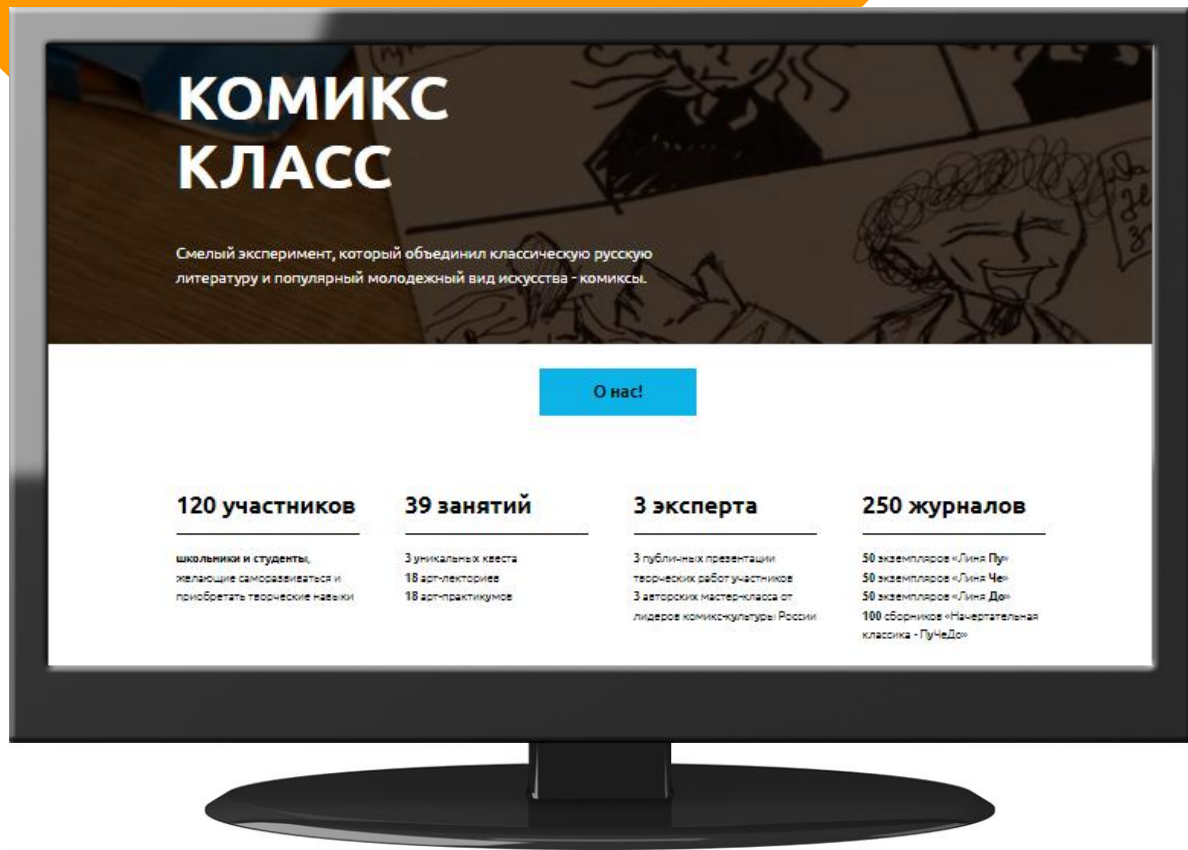 КОМИКС
КЛАСС
Смелый эксперимент, который объединил классическую русскую
литературу и популярный молодежный вид искусства - комиксы.
О нас!
120 участников
школьники и студенты,
желающие саморазвиваться и
приобретать творческие навыки
39 занятий
3 уникальных квеста
18 арт-лекториев
18 арт-практикумов
3 эксперта
3 публичных презентации
творческих работ участников
3 авторских мастер-класса от
лидеров комикс-культуры России
250 журналов
50 экземпляров «Линя Пу»
50 экземпляров «Линя Че»
50 экземпляров «Линя До»
100 сборников «Начертательная
классика - ПуЧеДо»